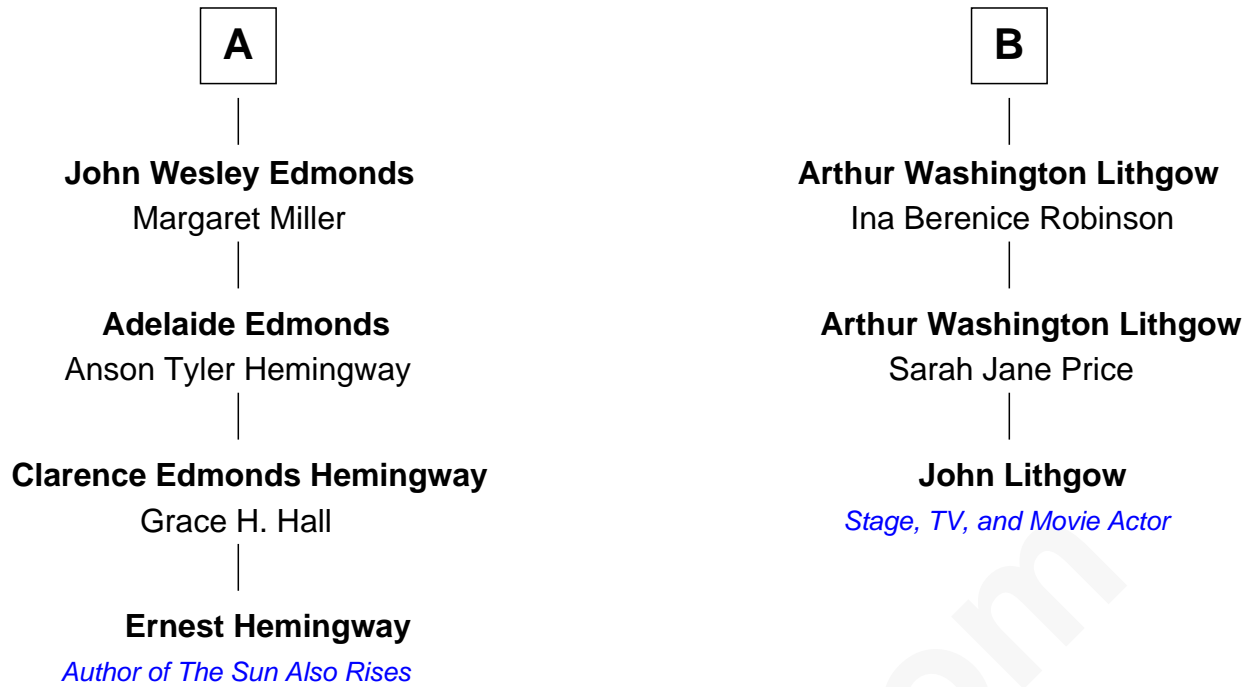 A
John Wesley Edmonds
Margaret Miller
Adelaide Edmonds
Anson Tyler Hemingway
Clarence Edmonds Hemingway
Grace H. Hall
Ernest Hemingway
Author of The Sun Also Rises
B
Arthur Washington Lithgow
Ina Berenice Robinson
Arthur Washington Lithgow
Sarah Jane Price
John Lithgow
Stage, TV, and Movie Actor
om